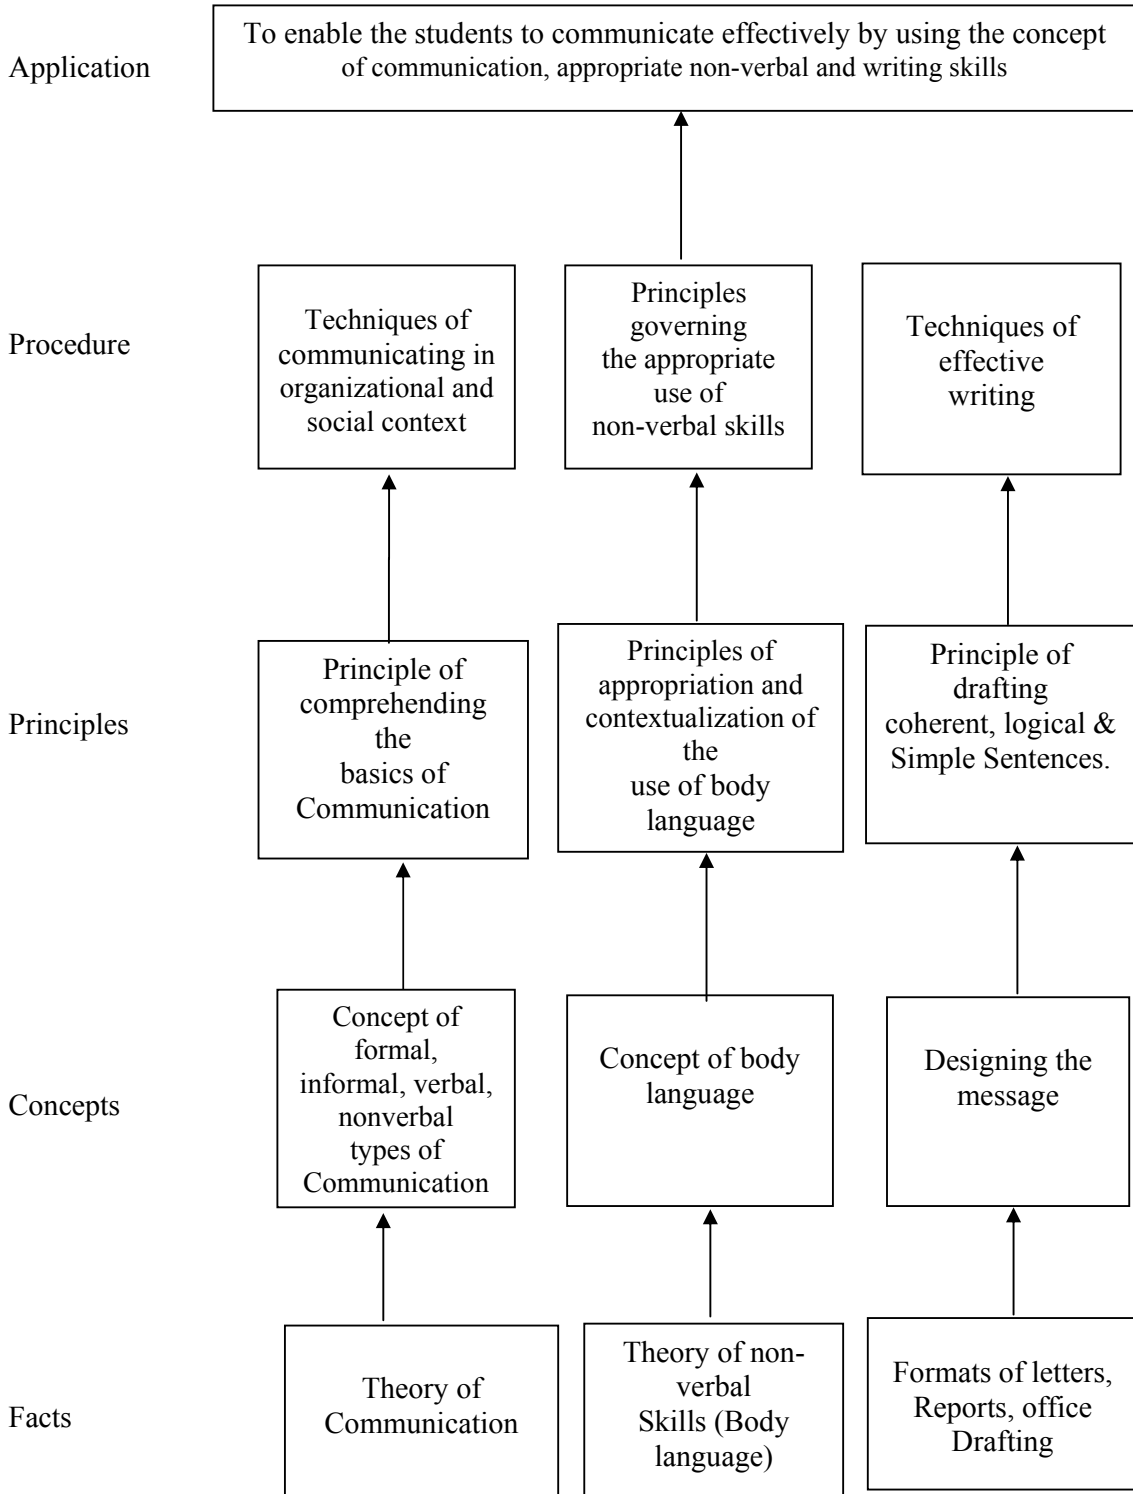 Application
To enable the students to communicate effectively by using the concept
of communication, appropriate non-verbal and writing skills
Procedure
Techniques of
communicating in
organizational and
social context
Principles
governing
the appropriate
use of
non-verbal skills
Techniques of
effective
writing
Principles
Principle of
comprehending
the
basics of
Communication
Principles of
appropriation and
contextualization of
the
use of body
language
Principle of
drafting
coherent, logical &
Simple Sentences.
Concepts
Concept of
formal,
informal, verbal,
nonverbal
types of
Communication
Concept of body
language
Designing the
message
Facts
Theory of
Communication
Theory of non-
verbal
Skills (Body
language)
Formats of letters,
Reports, office
Drafting